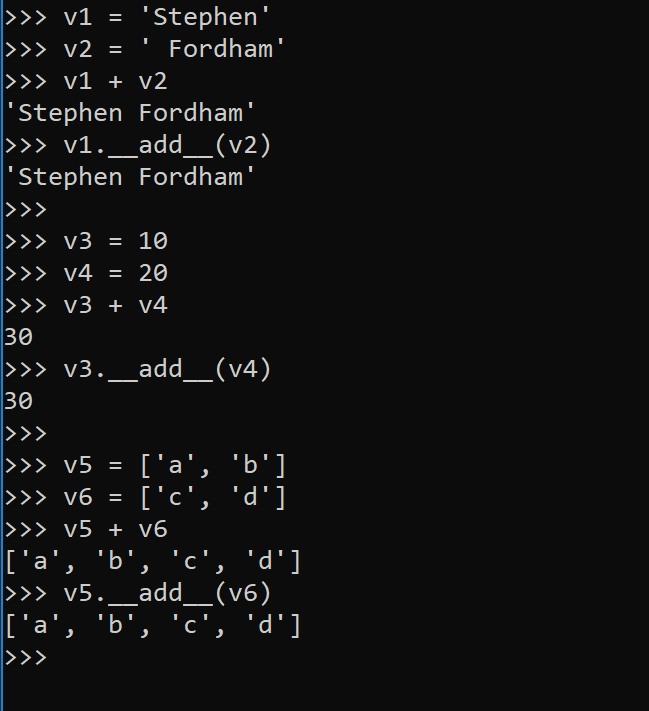 >>> v1 = 'Stephen'
>>> v2 = ' Fordham'
>>> v1 + v2
'Stephen Fordham'
>>> v1.__add__(v2)
'Stephen Fordham'
>>>
>>> v3 = 10
>>> v4 = 20
>>> v3 + v4
30
>>> v3.__add__(v4)
30
>>>
>>> v5 = ['a', 'b']
>>> v6 = ['c', 'd']
>>> v5 + v6
['a', 'b', 'c', 'd']
>>> v5.__add__(v6)
['a', 'b', 'c', 'd']
>>>